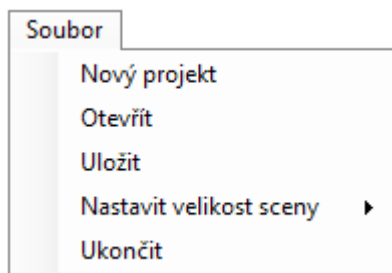 Soubor
Nový projekt
Otevřít
Uložit
Nastavit velikost sceny
Ukončit